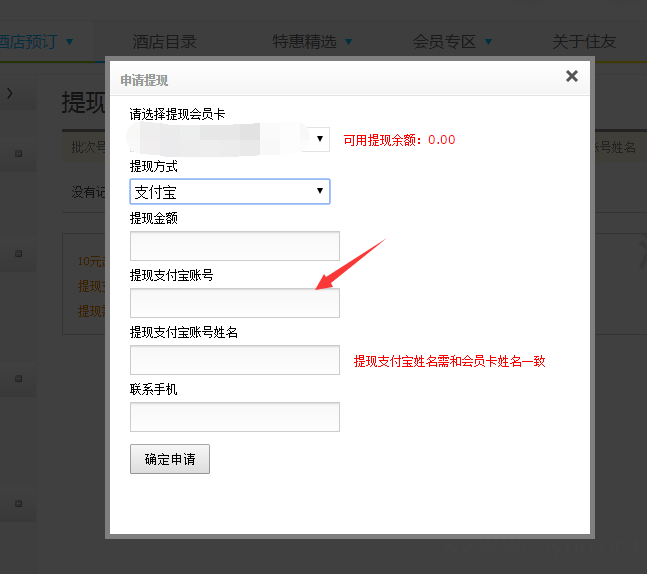 酒店预订 ▼ 酒店目录 特惠精选 ▼ 会员专区 ▼ 关于住友
提现
批次号
账号姓名
没有记
10元
提现
提现
申请提现
请选择提现会员卡
可用提现余额：0.00
提现方式
支付宝
提现金额
提现支付宝账号
提现支付宝账号姓名
提现支付宝姓名需和会员卡姓名一致
联系手机
确定申请